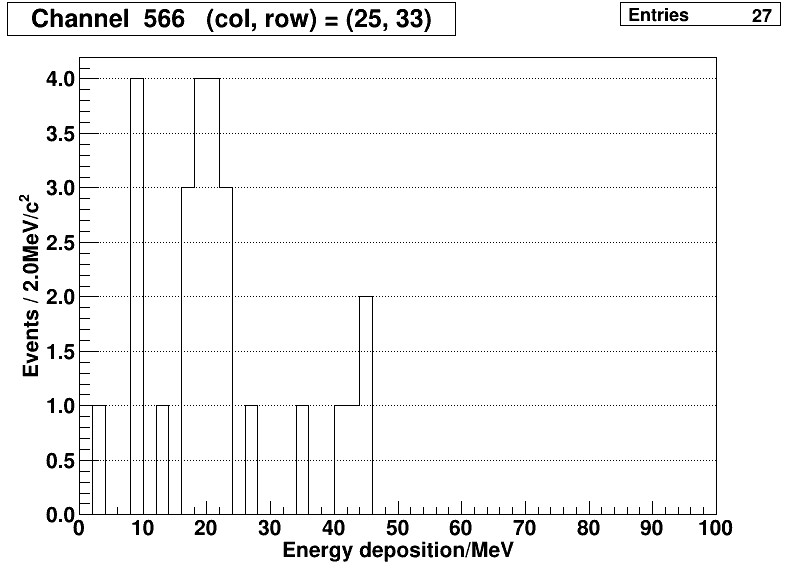 Channel  566   (col, row) = (25, 33)
Entries 27
Events / 2.0MeV/c²
4.0
3.5
3.0
2.5
2.0
1.5
1.0
0.5
0.0
0 10 20 30 40 50 60 70 80 90 100
Energy deposition/MeV